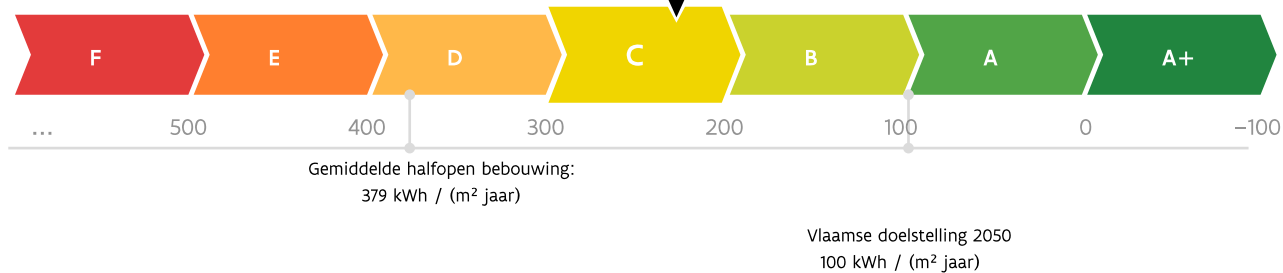 F E D C B A A+
... 500 400 300 200 100 0 –100
Gemiddelde halfopen bebouwing:
379 kWh / (m² jaar)
Vlaamse doelstelling 2050
100 kWh / (m² jaar)